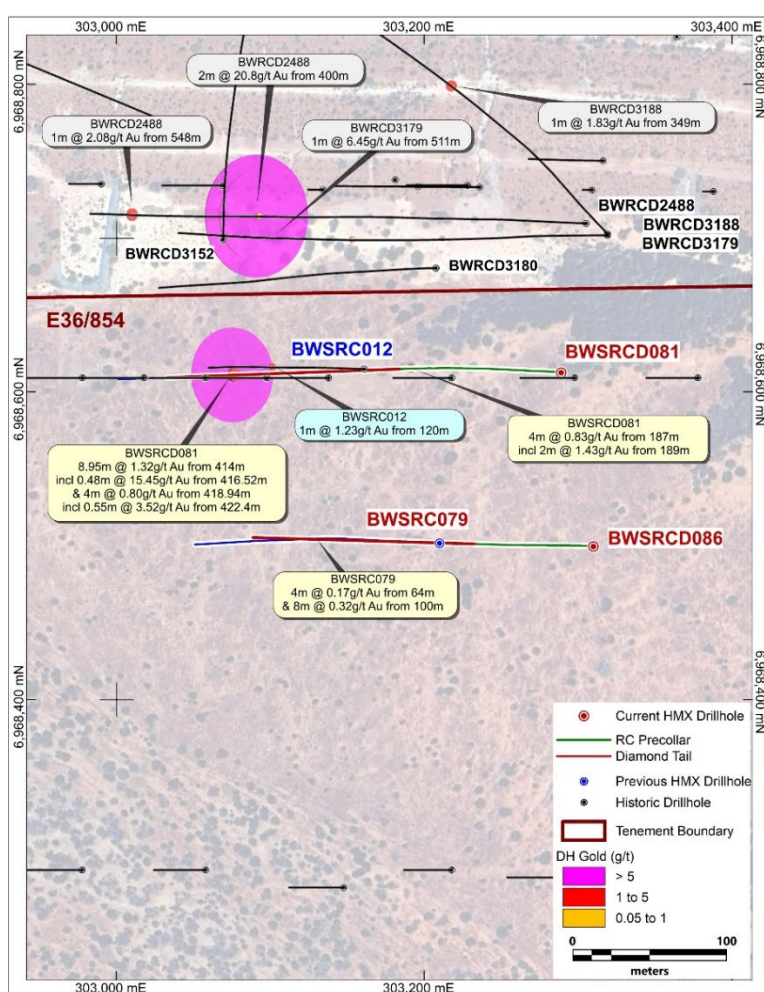 303,000 mE
303,200 mE
303,400 mE
6,968,800 mN
6,968,800 mN
BWRCD2488
2m @ 20.8g/t Au from 400m
BWRCD3188
1m @ 1.83g/t Au from 349m
BWRCD2488
1m @ 2.08g/t Au from 548m
BWRCD3179
1m @ 6.45g/t Au from 511m
BWRCD2488
BWRCD3188
BWRCD3179
BWRCD3152
BWRCD3180
E36/854
BWSRC012
BWSRCD081
6,968,600 mN
6,968,600 mN
BWSRC012
1m @ 1.23g/t Au from 120m
BWSRCD081
4m @ 0.83g/t Au from 187m
incl 2m @ 1.43g/t Au from 189m
BWSRCD081
8.95m @ 1.32g/t Au from 414m
incl 0.48m @ 15.45g/t Au from 416.52m
& 4m @ 0.80g/t Au from 418.94m
incl 0.55m @ 3.52g/t Au from 422.4m
BWSRC079
BWSRCD086
BWSRC079
4m @ 0.17g/t Au from 64m
& 8m @ 0.32g/t Au from 100m
6,968,400 mN
6,968,400 mN
Current HMX Drillhole
RC Precollar
Diamond Tail
Previous HMX Drillhole
Historic Drillhole
Tenement Boundary
DH Gold (g/t)
> 5
1 to 5
0.05 to 1
0
100
meters
303,000 mE
303,200 mE